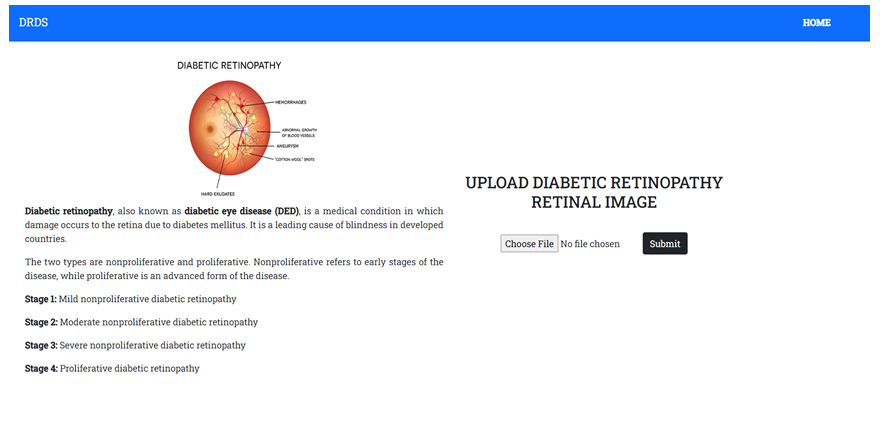 DRDS
HOME
DIABETIC RETINOPATHY
HEMORRHAGES
ABNORMAL GROWTH
OF BLOOD VESSELS
ANEURYSM
"COTTON WOOL" SPOTS
HARD EXUDATES
Diabetic retinopathy, also known as diabetic eye disease (DED), is a medical condition in which
damage occurs to the retina due to diabetes mellitus. It is a leading cause of blindness in developed
countries.
The two types are nonproliferative and proliferative. Nonproliferative refers to early stages of the
disease, while proliferative is an advanced form of the disease.
Stage 1: Mild nonproliferative diabetic retinopathy
Stage 2: Moderate nonproliferative diabetic retinopathy
Stage 3: Severe nonproliferative diabetic retinopathy
Stage 4: Proliferative diabetic retinopathy
UPLOAD DIABETIC RETINOPATHY
RETINAL IMAGE
Choose File No file chosen
Submit